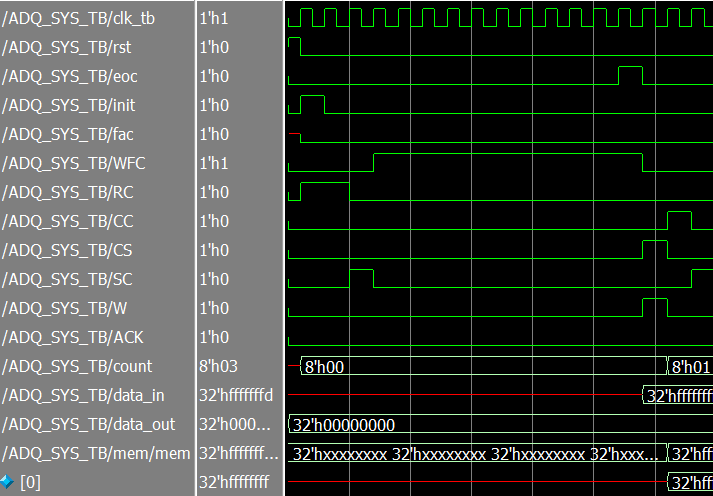 /ADQ_SYS_TB/clk_tb 1'h1
/ADQ_SYS_TB/rst 1'h0
/ADQ_SYS_TB/eoc 1'h0
/ADQ_SYS_TB/init 1'h0
/ADQ_SYS_TB/fac 1'h0
/ADQ_SYS_TB/WFC 1'h1
/ADQ_SYS_TB/RC 1'h0
/ADQ_SYS_TB/CC 1'h0
/ADQ_SYS_TB/CS 1'h0
/ADQ_SYS_TB/SC 1'h0
/ADQ_SYS_TB/W 1'h0
/ADQ_SYS_TB/ACK 1'h0
/ADQ_SYS_TB/count 8'h03 8'h00 8'h01
/ADQ_SYS_TB/data_in 32'hfffffffd 32'hfffffff
/ADQ_SYS_TB/data_out 32'h000... 32'h00000000
/ADQ_SYS_TB/mem/mem 32'hfffffff... 32'hxxxxxxxx 32'hxxxxxxxx 32'hxxxxxxxx 32'hxxx... 32'hff
[0] 32'hffffffff 32'hff